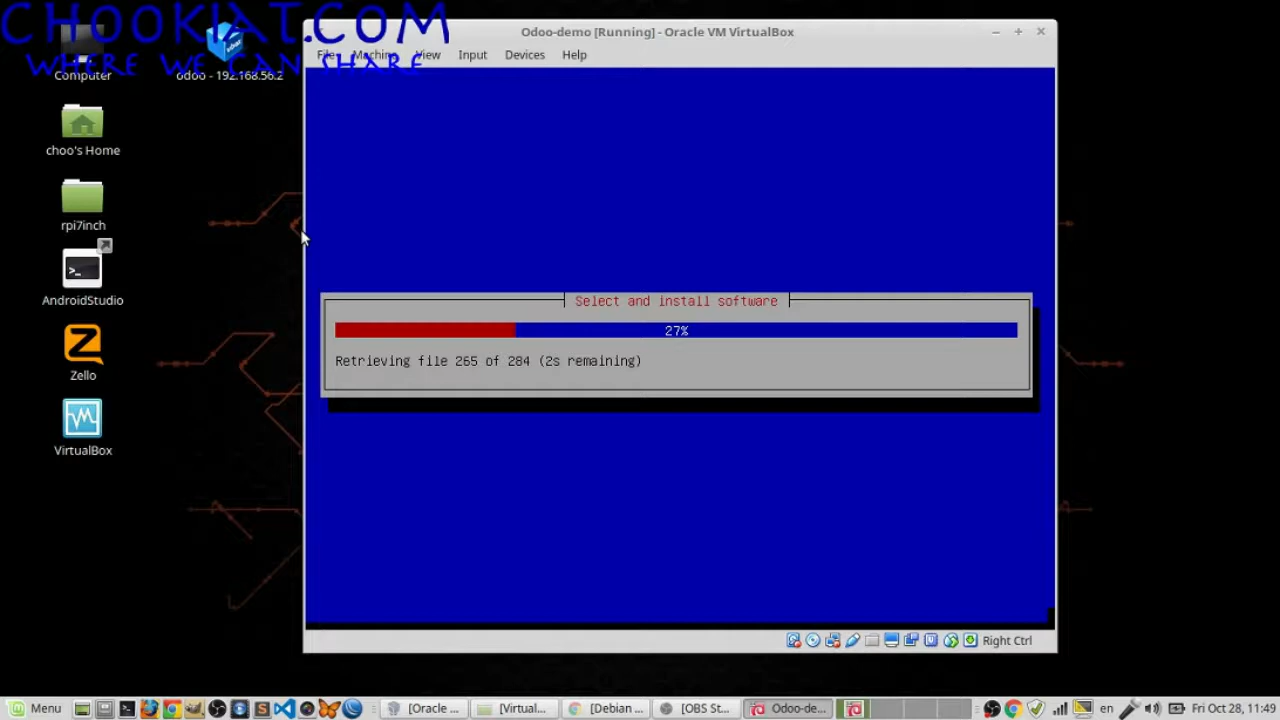 CHOOKIAT.COM
WHERE WE CAN SHARE
Computer
odoo - 192.168.56.2
choo's Home
rpi7inch
AndroidStudio
Zello
VirtualBox
Odoo-demo [Running] - Oracle VM VirtualBox
File Machine View Input Devices Help
Select and install software
27%
Retrieving file 265 of 284 (2s remaining)
Right Ctrl
Menu
[Oracle ...
[Virtual...
[Debian ...
[OBS St...
Odoo-de...
en
Fri Oct 28, 11:49